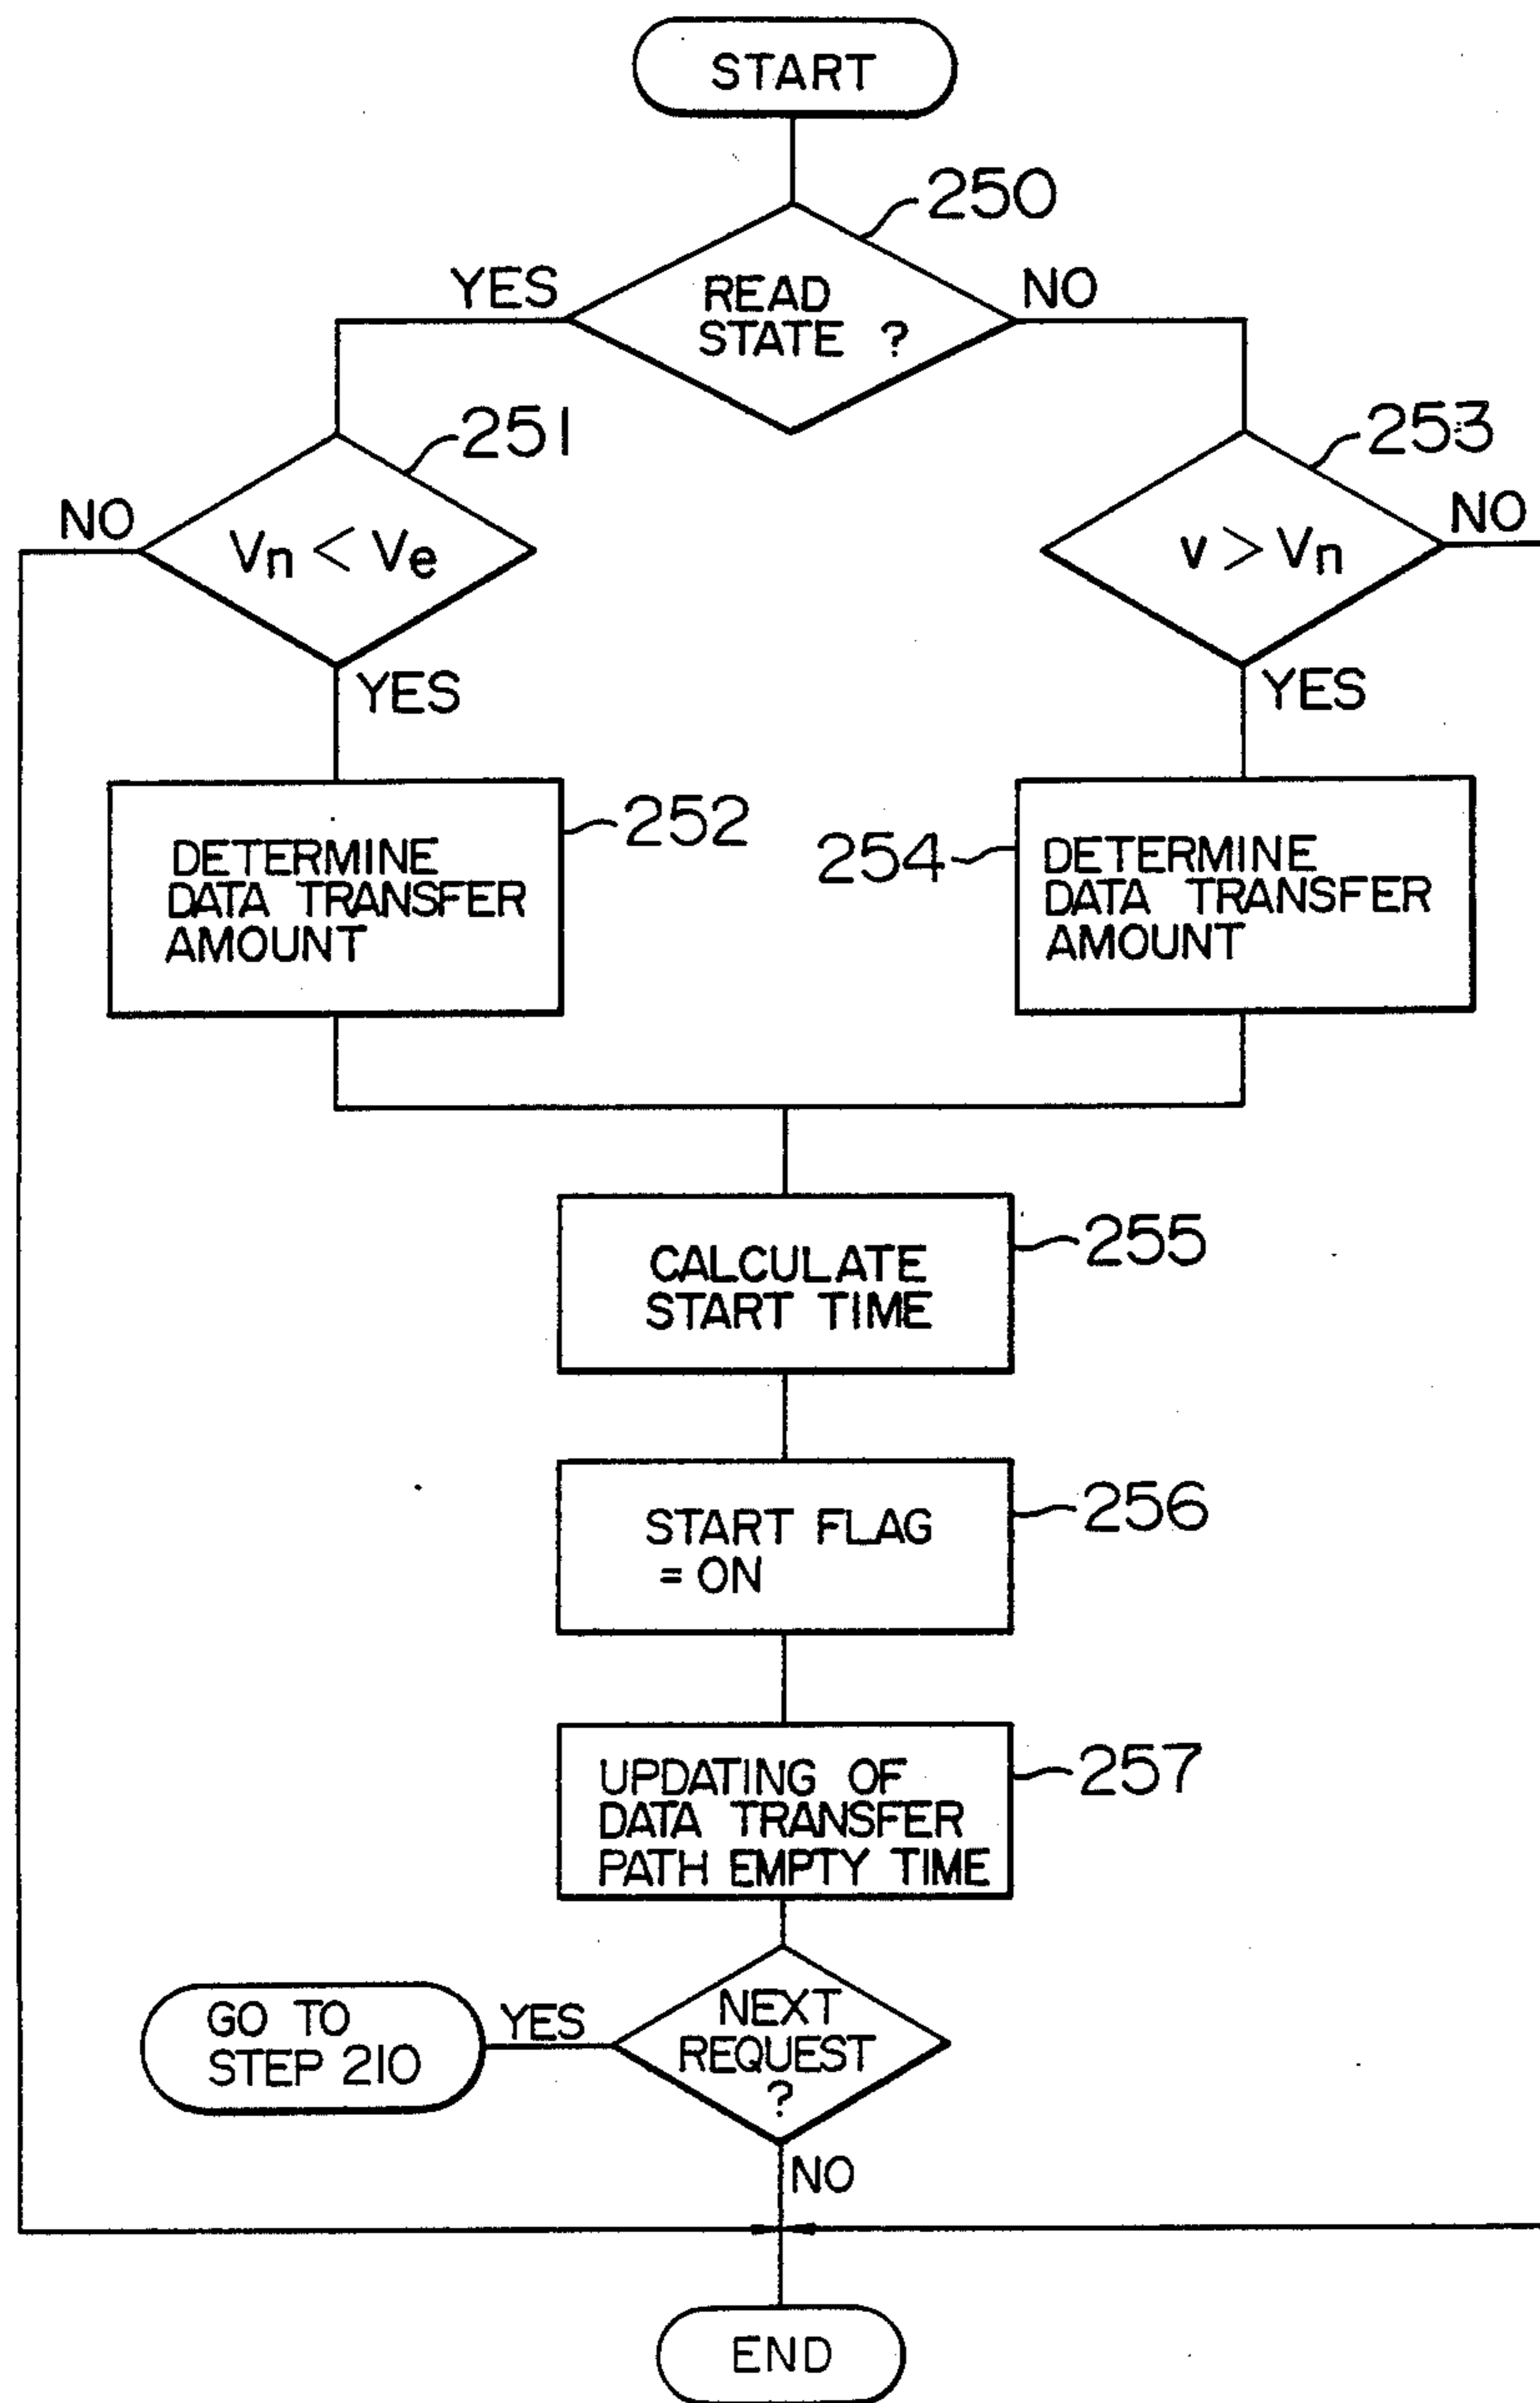 START
250
YES
READ
STATE ?
NO
251
253
NO
Vn < Ve
v > Vn
NO
YES
YES
252
DETERMINE
DATA TRANSFER
AMOUNT
254
DETERMINE
DATA TRANSFER
AMOUNT
255
CALCULATE
START TIME
256
START FLAG
= ON
257
UPDATING OF
DATA TRANSFER
PATH EMPTY TIME
GO TO
STEP 210
YES
NEXT
REQUEST
?
NO
END